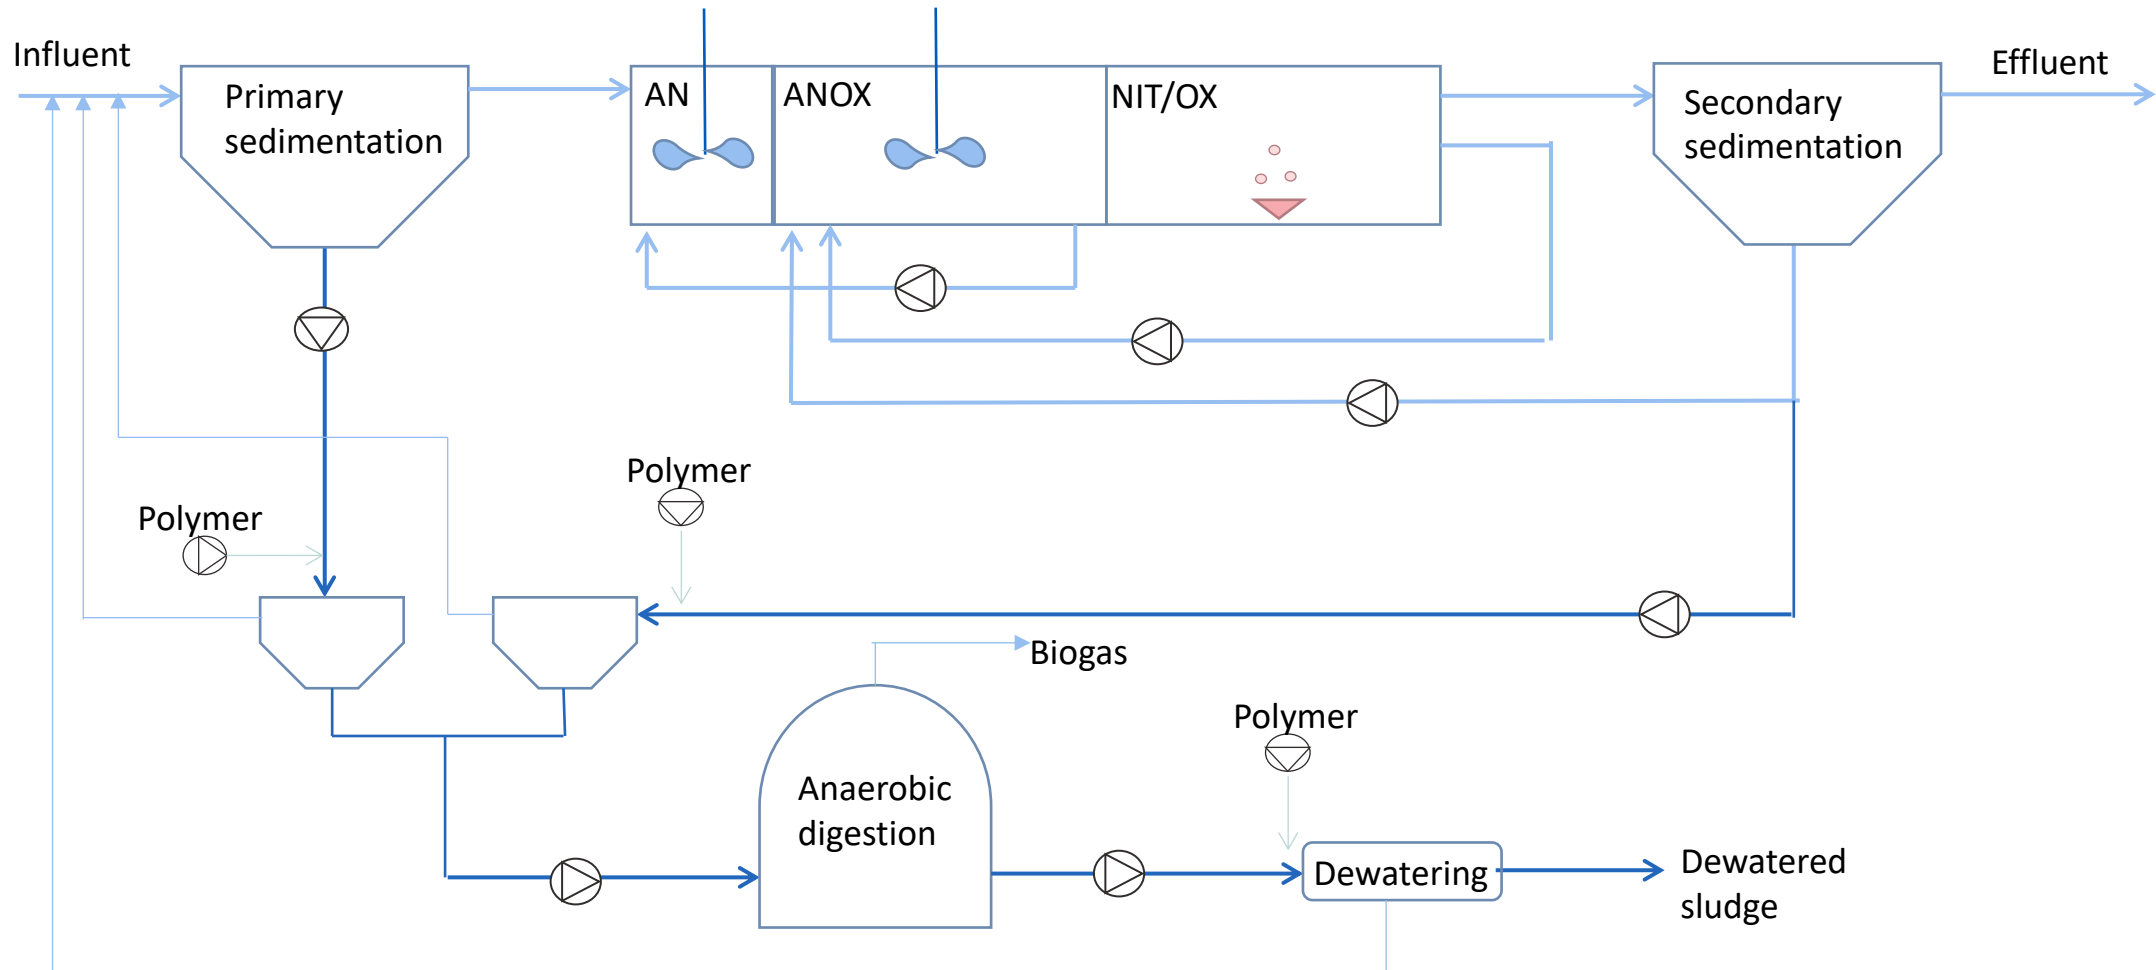 Influent
Primary
sedimentation
AN
ANOX
NIT/OX
Secondary
sedimentation
Effluent
Polymer
Polymer
Biogas
Polymer
Anaerobic
digestion
Dewatering
Dewatered
sludge